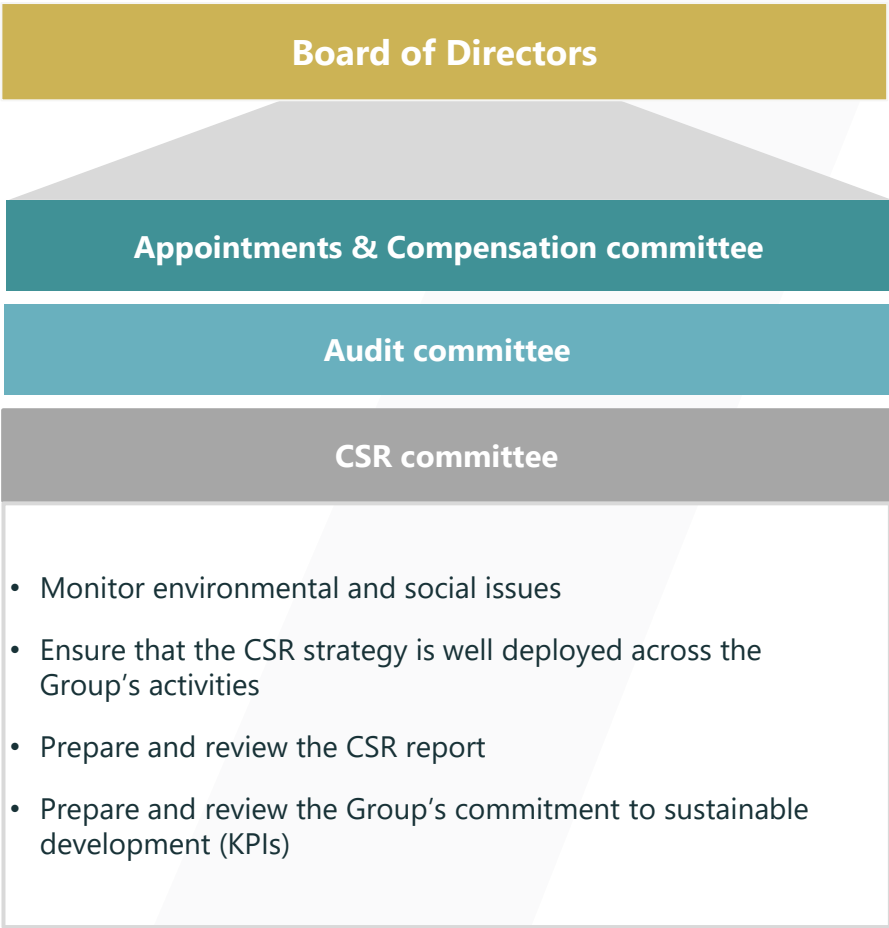 Board of Directors
Appointments & Compensation committee
Audit committee
CSR committee
• Monitor environmental and social issues
• Ensure that the CSR strategy is well deployed across the
Group’s activities
• Prepare and review the CSR report
• Prepare and review the Group’s commitment to sustainable
development (KPIs)